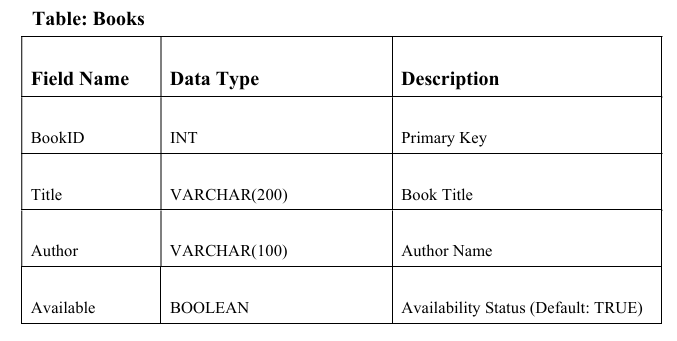 Table: Books
Field Name Data Type Description
BookID INT Primary Key
Title VARCHAR(200) Book Title
Author VARCHAR(100) Author Name
Available BOOLEAN Availability Status (Default: TRUE)